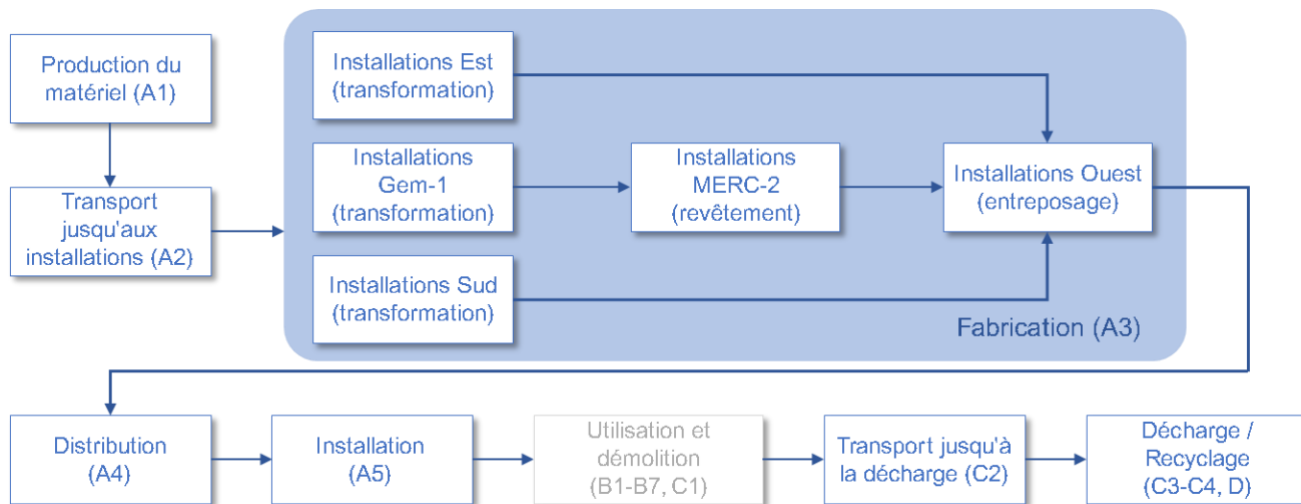 Production du
matériel (A1)
Transport
jusqu'aux
installations (A2)
Installations Est
(transformation)
Installations
Gem-1
(transformation)
Installations Sud
(transformation)
Installations
MERC-2
(revêtement)
Installations Ouest
(entreposage)
Fabrication (A3)
Distribution
(A4)
Installation
(A5)
Utilisation et
démolition
(B1-B7, C1)
Transport jusqu'à
la décharge (C2)
Décharge /
Recyclage
(C3-C4, D)